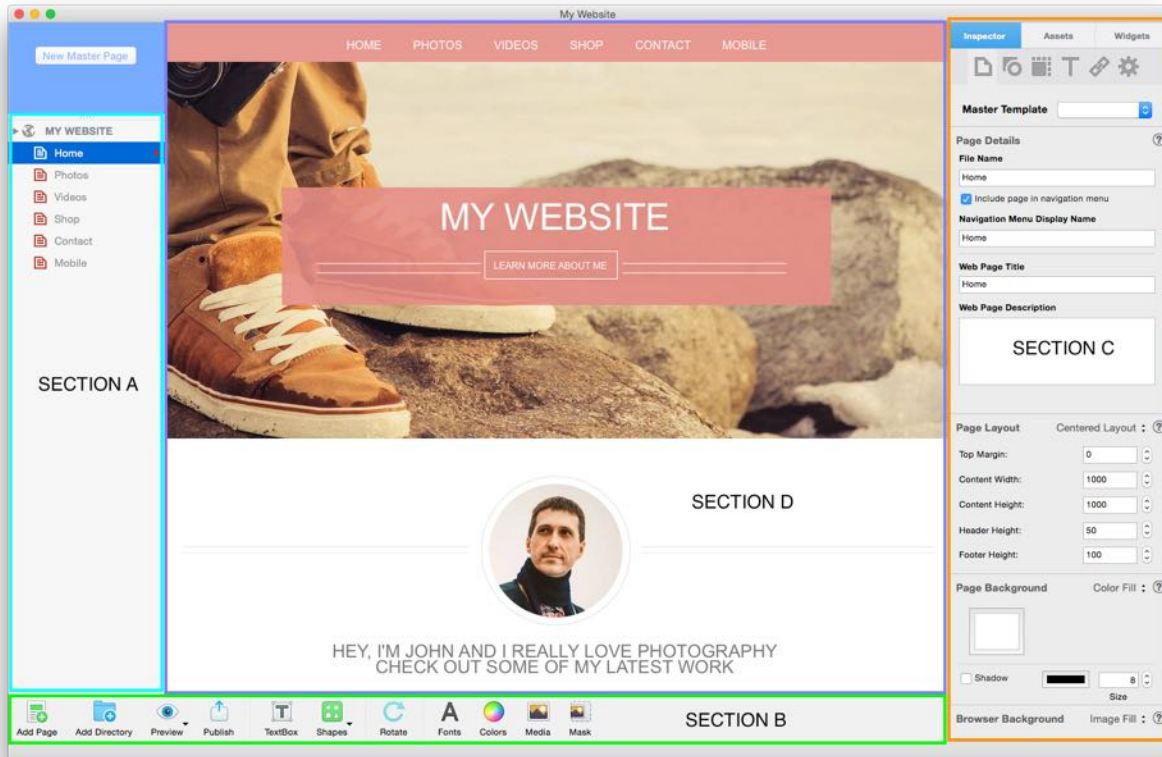 My Website
New Master Page
MY WEBSITE
Home
Photos
Videos
Shop
Contact
Mobile
SECTION A
HOME PHOTOS VIDEOS SHOP CONTACT MOBILE
MY WEBSITE
LEARN MORE ABOUT ME
SECTION D
HEY, I'M JOHN AND I REALLY LOVE PHOTOGRAPHY
CHECK OUT SOME OF MY LATEST WORK
Inspector Assets Widgets
T
Master Template
Page Details ?
File Name
Home
Include page in navigation menu
Navigation Menu Display Name
Home
Web Page Title
Home
Web Page Description
SECTION C
Page Layout Centered Layout ?
Top Margin: 0
Content Width: 1000
Content Height: 1000
Header Height: 50
Footer Height: 100
Page Background Color Fill ?
Shadow 8
Size
Browser Background Image Fill ?
T A
Add Page Add Directory Preview Publish TextBox Shapes Rotate Fonts Colors Media Mask
SECTION B